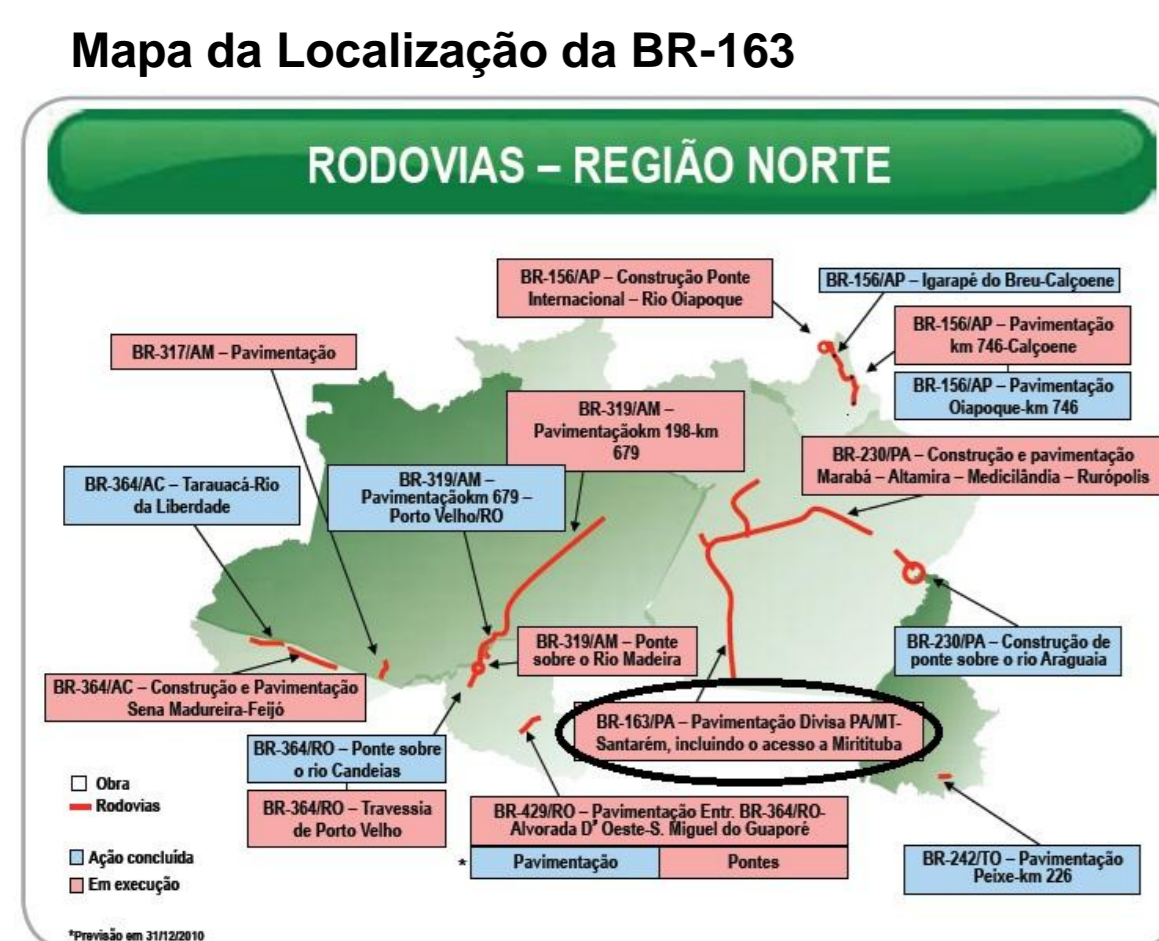 Mapa da Localização da BR-163
RODOVIAS – REGIÃO NORTE
BR-156/AP – Construção Ponte
Internacional – Rio Oiapoque
BR-156/AP – Igarapé do Breu-Calçoene
BR-156/AP – Pavimentação
km 746-Calçoene
BR-156/AP – Pavimentação
Oiapoque-km 746
BR-317/AM – Pavimentação
BR-319/AM –
Pavimentaçãokm 198-km
679
BR-230/PA – Construção e pavimentação
Marabá – Altamira – Medicilândia – Rurópolis
BR-364/AC – Tarauacá-Rio
da Liberdade
BR-319/AM –
Pavimentaçãokm 679 –
Porto Velho/RO
BR-319/AM – Ponte
sobre o Rio Madeira
BR-230/PA – Construção de
ponte sobre o rio Araguaia
BR-364/AC – Construção e Pavimentação
Sena Madureira-Feijó
BR-163/PA – Pavimentação Divisa PA/MT-
Santarém, incluindo o acesso a Miritituba
BR-364/RO – Ponte sobre
o rio Candeias
BR-364/RO – Travessia
de Porto Velho
BR-429/RO – Pavimentação Entr. BR-364/RO-
Alvorada D'Oeste-S. Miguel do Guaporé
* Pavimentação Pontes
BR-242/TO – Pavimentação
Peixe-km 226
Obra
Rodovias
Ação concluída
Em execução
*Previsão em 31/12/2010